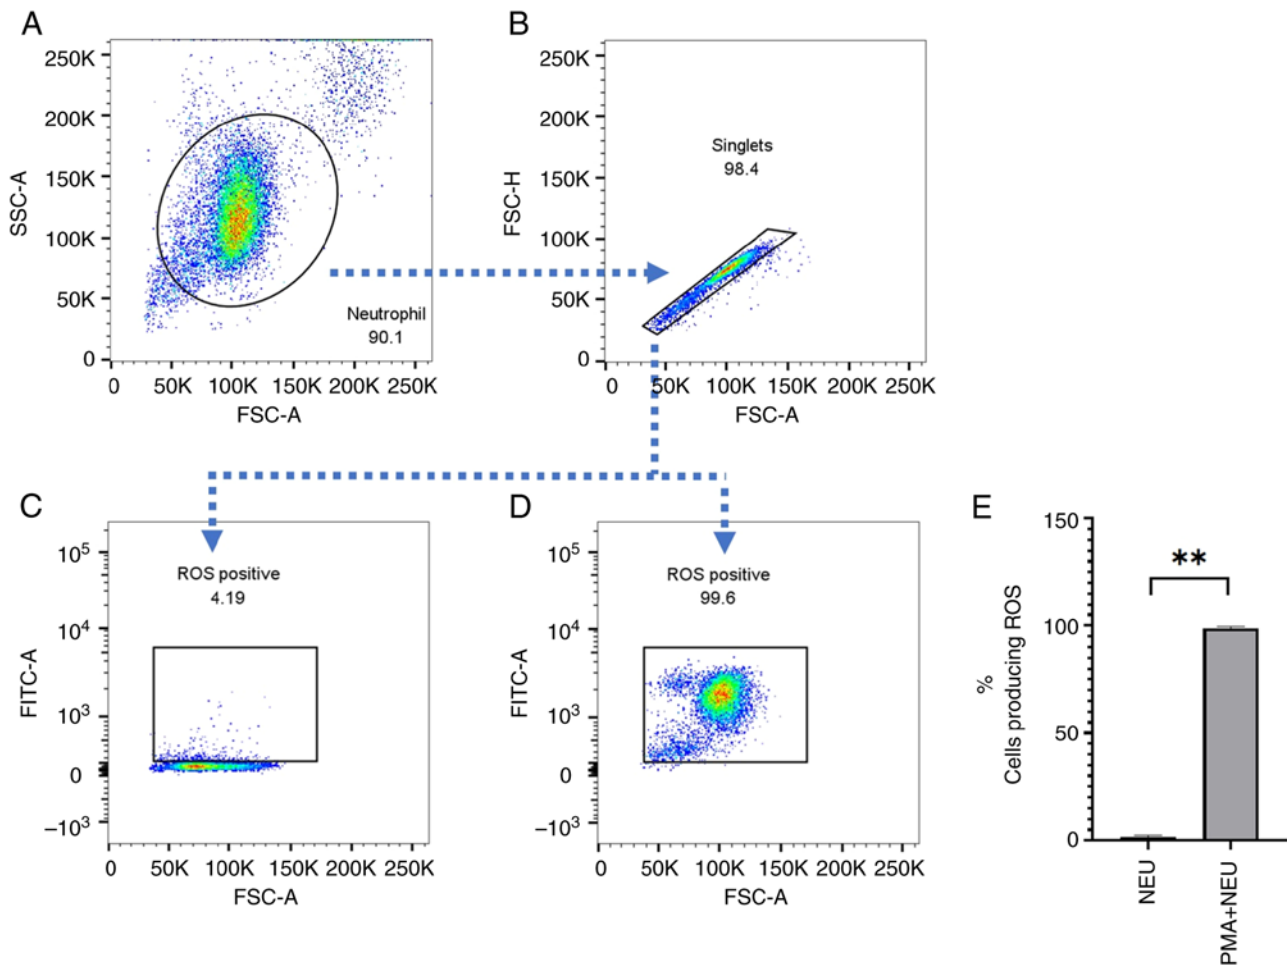 A
250K
200K
150K
100K
50K
0
SSC-A
Neutrophil
90.1
0 50K 100K 150K 200K 250K
FSC-A
B
250K
200K
150K
100K
50K
0
FSC-H
Singlets
98.4
0 50K 100K 150K 200K 250K
FSC-A
C
10⁵
10⁴
10³
0
–10³
FITC-A
ROS positive
4.19
0 50K 100K 150K 200K 250K
FSC-A
D
10⁵
10⁴
10³
0
–10³
FITC-A
ROS positive
99.6
0 50K 100K 150K 200K 250K
FSC-A
E
150
100
50
0
%
Cells producing ROS
**
NEU
PMA+NEU